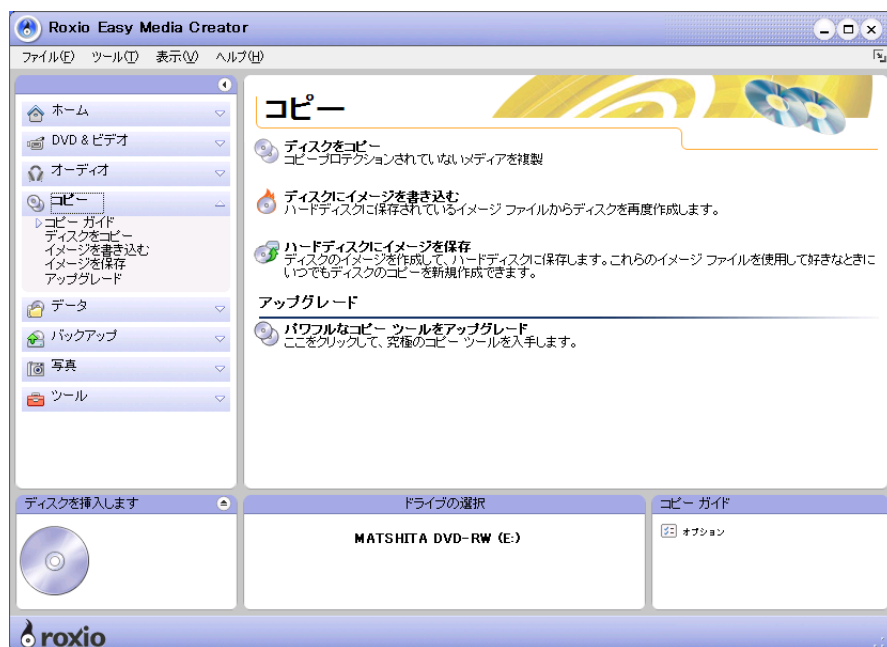 Roxio Easy Media Creator
ファイル(F) ツール(T) 表示(V) ヘルプ(H)
ホーム
DVD & ビデオ
オーディオ
コピー
コピー ガイド
ディスクをコピー
イメージを書き込む
イメージを保存
アップグレード
データ
バックアップ
写真
ツール
コピー
ディスクをコピー
コピープロテクションされていないメディアを複製
ディスクにイメージを書き込む
ハードディスクに保存されているイメージ ファイルからディスクを再度作成します。
ハードディスクにイメージを保存
ディスクのイメージを作成して、ハードディスクに保存します。これらのイメージ ファイルを使用して好きなときに
いつでもディスクのコピーを新規作成できます。
アップグレード
パワフルなコピー ツールをアップグレード
ここをクリックして、究極のコピー ツールを入手します。
ディスクを挿入します
ドライブの選択
MATSHITA DVD-RW (E:)
コピー ガイド
オプション
roxio